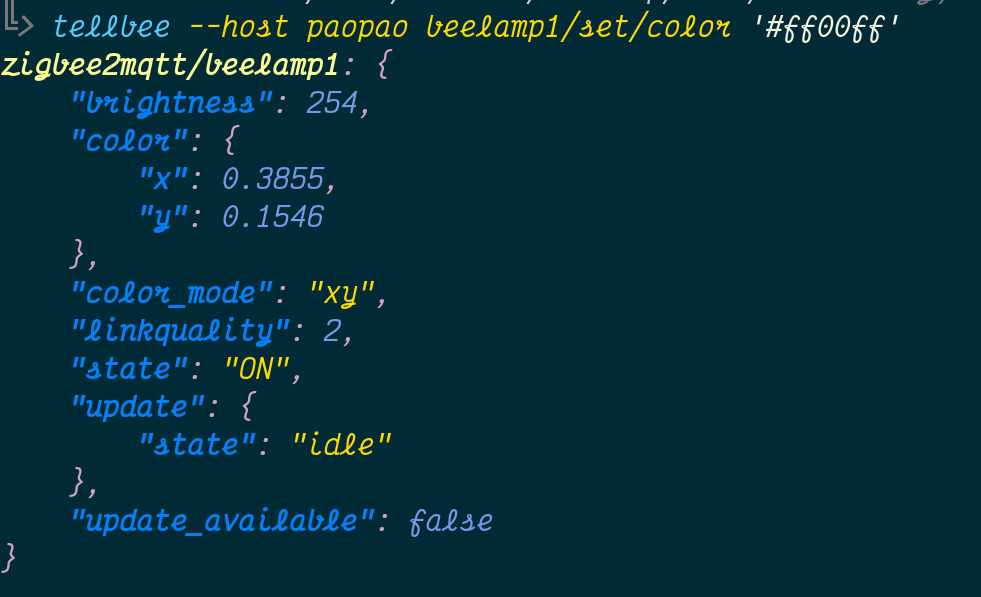 tellbee --host paopao beelamp1/set/color '#ff00ff'
zigbee2mqtt/beelamp1: {
    "brightness": 254,
    "color": {
        "x": 0.3855,
        "y": 0.1546
    },
    "color_mode": "xy",
    "linkquality": 2,
    "state": "ON",
    "update": {
        "state": "idle"
    },
    "update_available": false
}